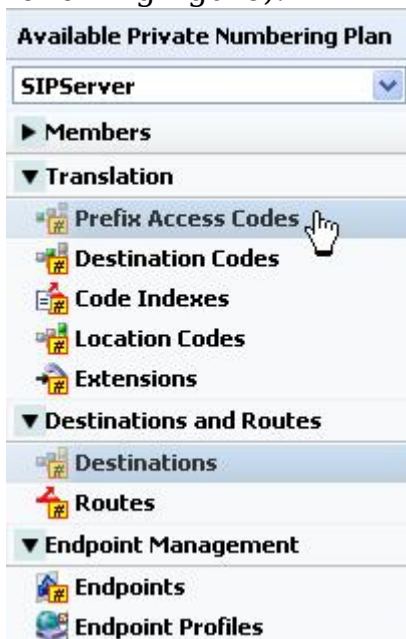 Available Private Numbering Plan
SIPServer
Members
Translation
Prefix Access Codes
Destination Codes
Code Indexes
Location Codes
Extensions
Destinations and Routes
Destinations
Routes
Endpoint Management
Endpoints
Endpoint Profiles